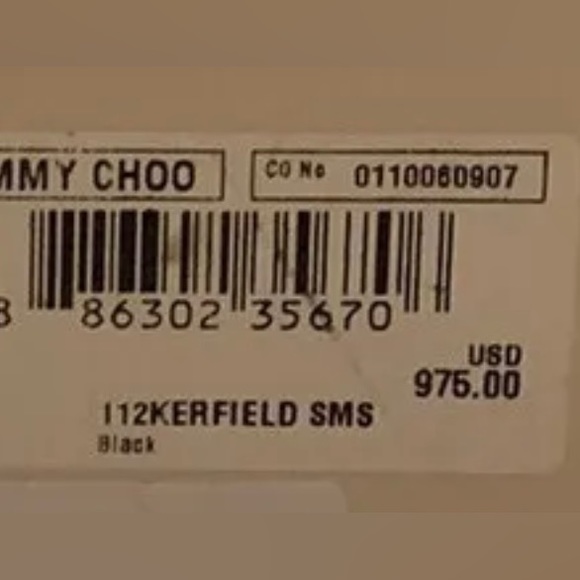 MMY CHOO
CO No 0110060907
8 86302 35670
USD
975.00
112KERFIELD SMS
Black